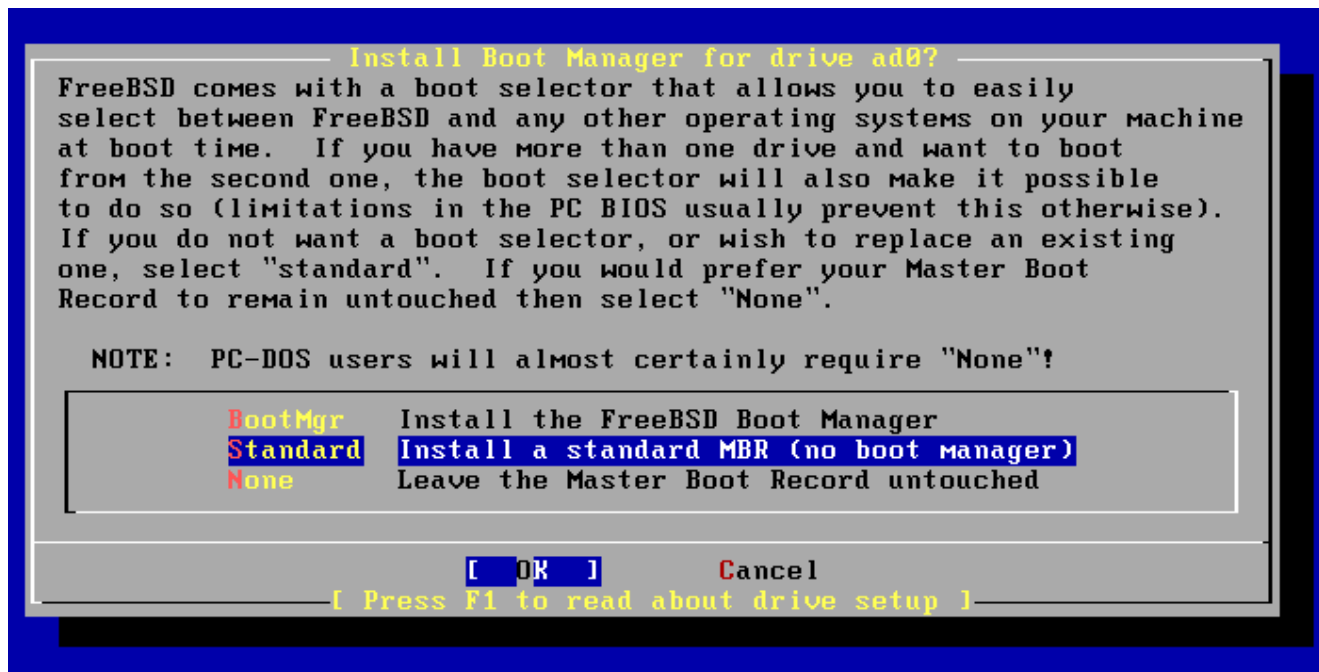 Install Boot Manager for drive ad0?
FreeBSD comes with a boot selector that allows you to easily
select between FreeBSD and any other operating systems on your machine
at boot time.  If you have more than one drive and want to boot
from the second one, the boot selector will also make it possible
to do so (limitations in the PC BIOS usually prevent this otherwise).
If you do not want a boot selector, or wish to replace an existing
one, select "standard".  If you would prefer your Master Boot
Record to remain untouched then select "None".
NOTE:  PC-DOS users will almost certainly require "None"!
BootMgr   Install the FreeBSD Boot Manager
Standard  Install a standard MBR (no boot manager)
None      Leave the Master Boot Record untouched
[  OK  ]       Cancel
[ Press F1 to read about drive setup ]